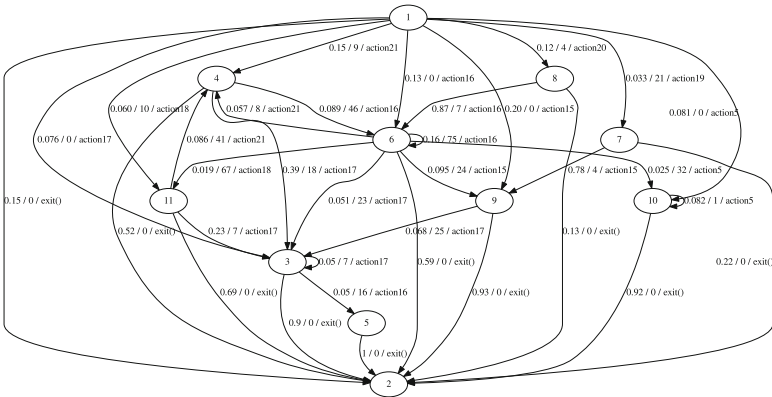 1
0.15 / 9 / action21
0.12 / 4 / action20
4
8
0.13 / 0 / action16
0.033 / 21 / action19
0.060 / 10 / action18
0.057 / 8 / action21
0.089 / 46 / action16
0.87 / 7 / action16
0.20 / 0 / action15
0.081 / 0 / action5
0.076 / 0 / action17
0.086 / 41 / action21
6
0.16 / 75 / action16
7
0.019 / 67 / action18
0.39 / 18 / action17
0.095 / 24 / action15
0.78 / 4 / action15
0.025 / 32 / action5
0.15 / 0 / exit()
11
0.051 / 23 / action17
9
10
0.082 / 1 / action5
0.52 / 0 / exit()
0.23 / 7 / action17
0.068 / 25 / action17
0.13 / 0 / exit()
3
0.05 / 7 / action17
0.59 / 0 / exit()
0.22 / 0 / exit()
0.69 / 0 / exit()
0.05 / 16 / action16
0.93 / 0 / exit()
0.92 / 0 / exit()
0.9 / 0 / exit()
5
1 / 0 / exit()
2